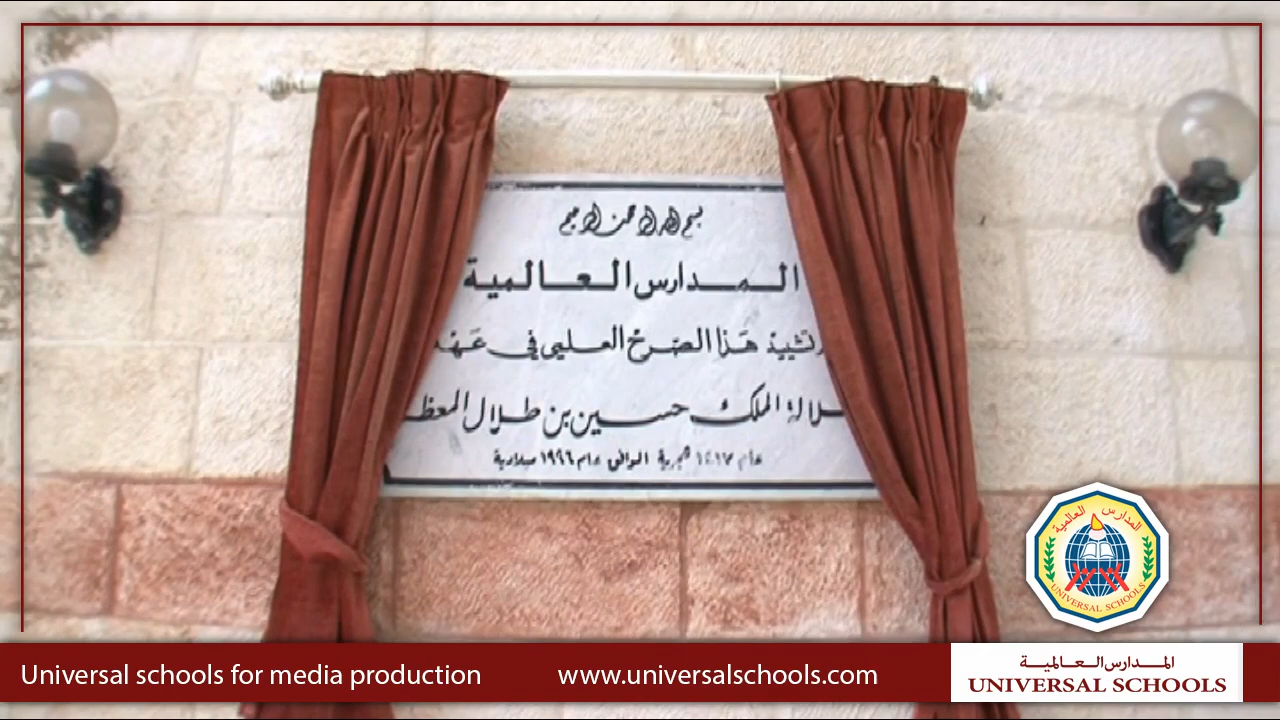 بسم الله الرحمن الرحيم
المدارس العالمية
تشييد هذا الصرح العلمي في
الملك حسين بن طلال
عام ١٤١٧ هجرية الموافق عام ١٩٩٦ ميلادية
المدارس العالمية
UNIVERSAL SCHOOLS
Universal schools for media production
www.universalschools.com
المدارس العالمية
UNIVERSAL SCHOOLS